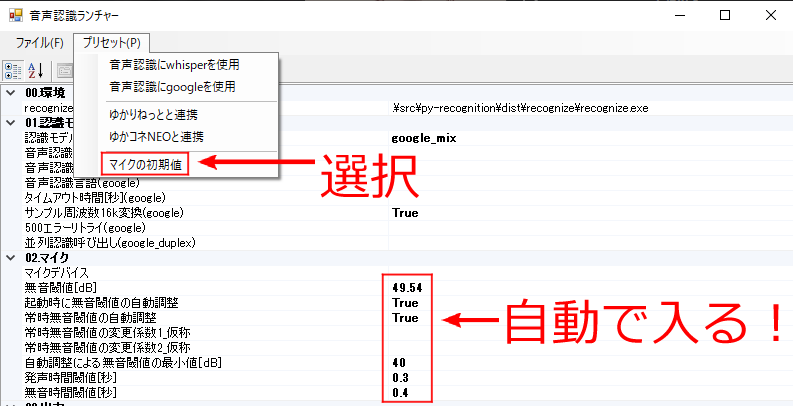 音声認識ランチャー
ファイル(F) プリセット(P)
音声認識にwhisperを使用
音声認識にgoogleを使用
ゆかりねっとと連携
ゆかコネNEOと連携
マイクの初期値
選択
00.環境
recognize ¥src¥py-recognition¥dist¥recognize¥recognize.exe
01.認識モ
認識モデル google_mix
音声認識
音声認識
音声認識言語(google)
タイムアウト時間[秒](google)
サンプル周波数16k変換(google) True
500エラーリトライ(google)
並列認識呼び出し(google_duplex)
02.マイク
マイクデバイス
無音閾値[dB] 49.54
起動時に無音閾値の自動調整 True
常時無音閾値の自動調整 True
常時無音閾値の変更係数1_仮称
常時無音閾値の変更係数2_仮称
自動調整による無音閾値の最小値[dB] 40
発声時間閾値[秒] 0.3
無音時間閾値[秒] 0.4
自動で入る！